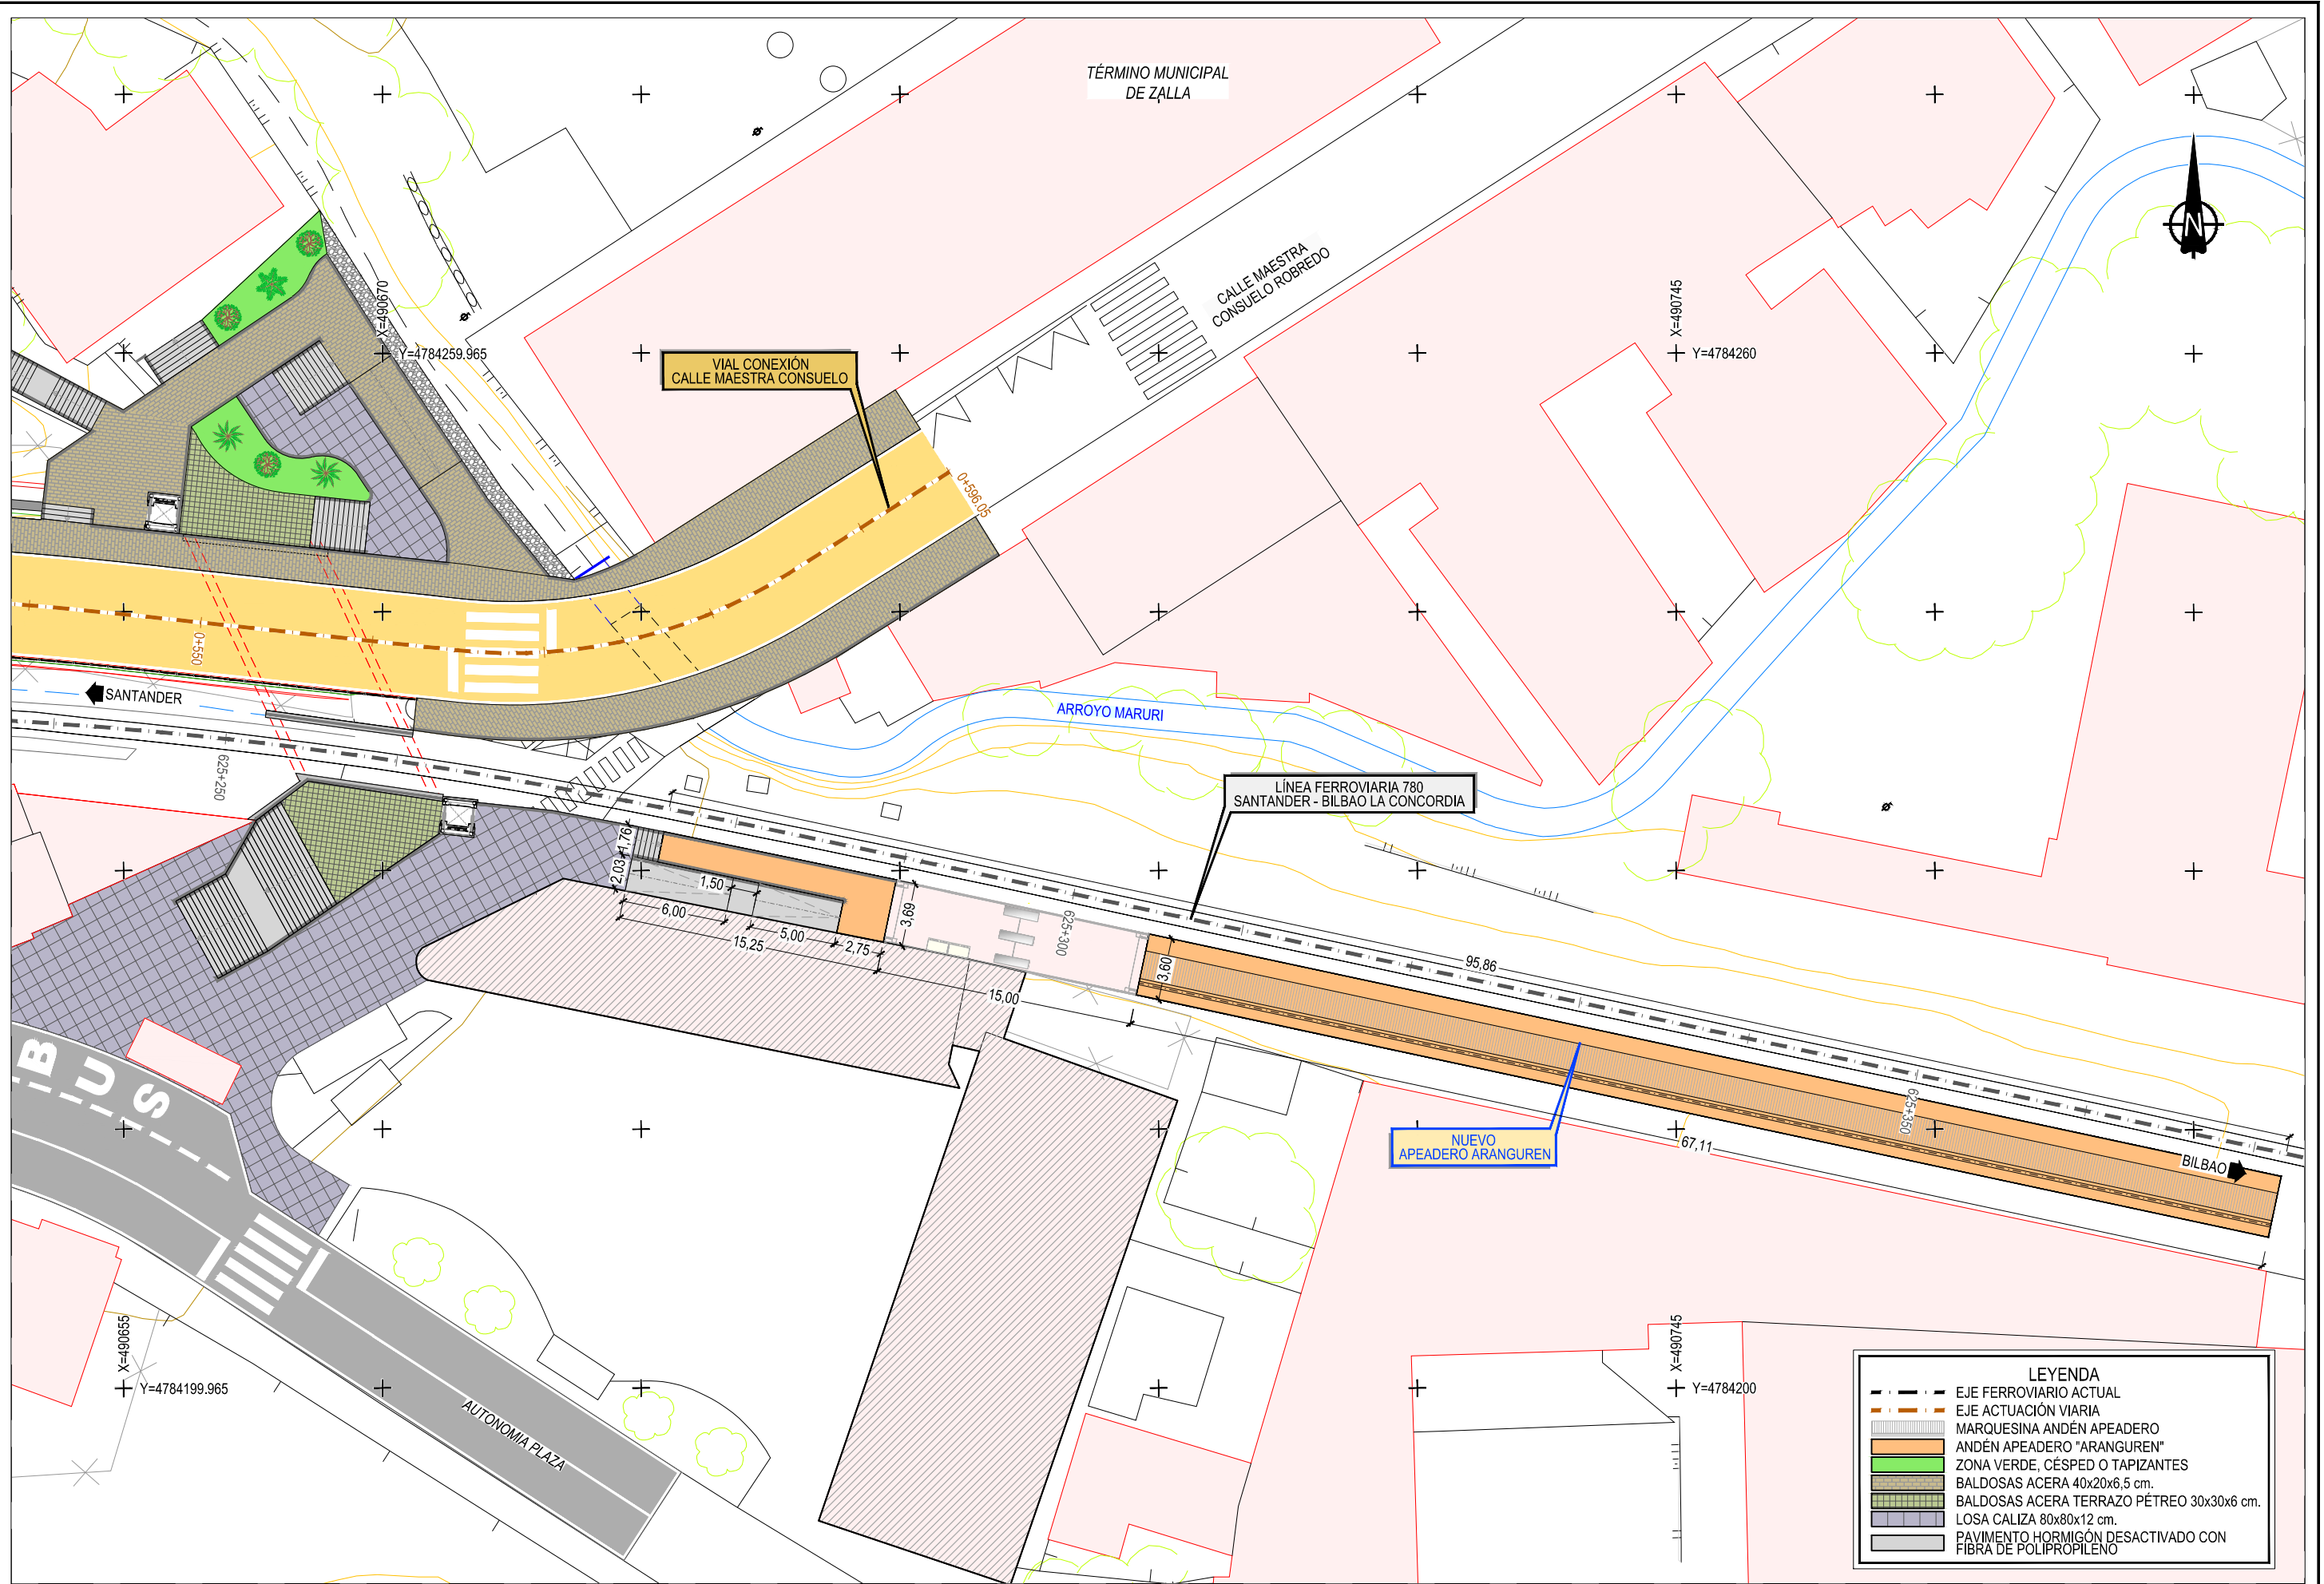 TÉRMINO MUNICIPAL
DE ZALLA
N
CALLE MAESTRA
CONSUELO ROBREDO
X=490670
Y=4784259.965
X=490745
Y=4784260
VIAL CONEXIÓN
CALLE MAESTRA CONSUELO
0+596.05
0+550
SANTANDER
ARROYO MARURI
625+250
LÍNEA FERROVIARIA 780
SANTANDER - BILBAO LA CONCORDIA
1,76
2,03
1,50
6,00
5,00
15,25
2,75
3,69
625+300
15,00
3,60
95,86
625+350
67,11
BILBAO
NUEVO
APEADERO ARANGUREN
BUS
X=490655
Y=4784199.965
AUTONOMIA PLAZA
X=490745
Y=4784200
LEYENDA
EJE FERROVIARIO ACTUAL
EJE ACTUACIÓN VIARIA
MARQUESINA ANDÉN APEADERO
ANDÉN APEADERO "ARANGUREN"
ZONA VERDE, CÉSPED O TAPIZANTES
BALDOSAS ACERA 40x20x6,5 cm.
BALDOSAS ACERA TERRAZO PÉTREO 30x30x6 cm.
LOSA CALIZA 80x80x12 cm.
PAVIMENTO HORMIGÓN DESACTIVADO CON
FIBRA DE POLIPROPILENO